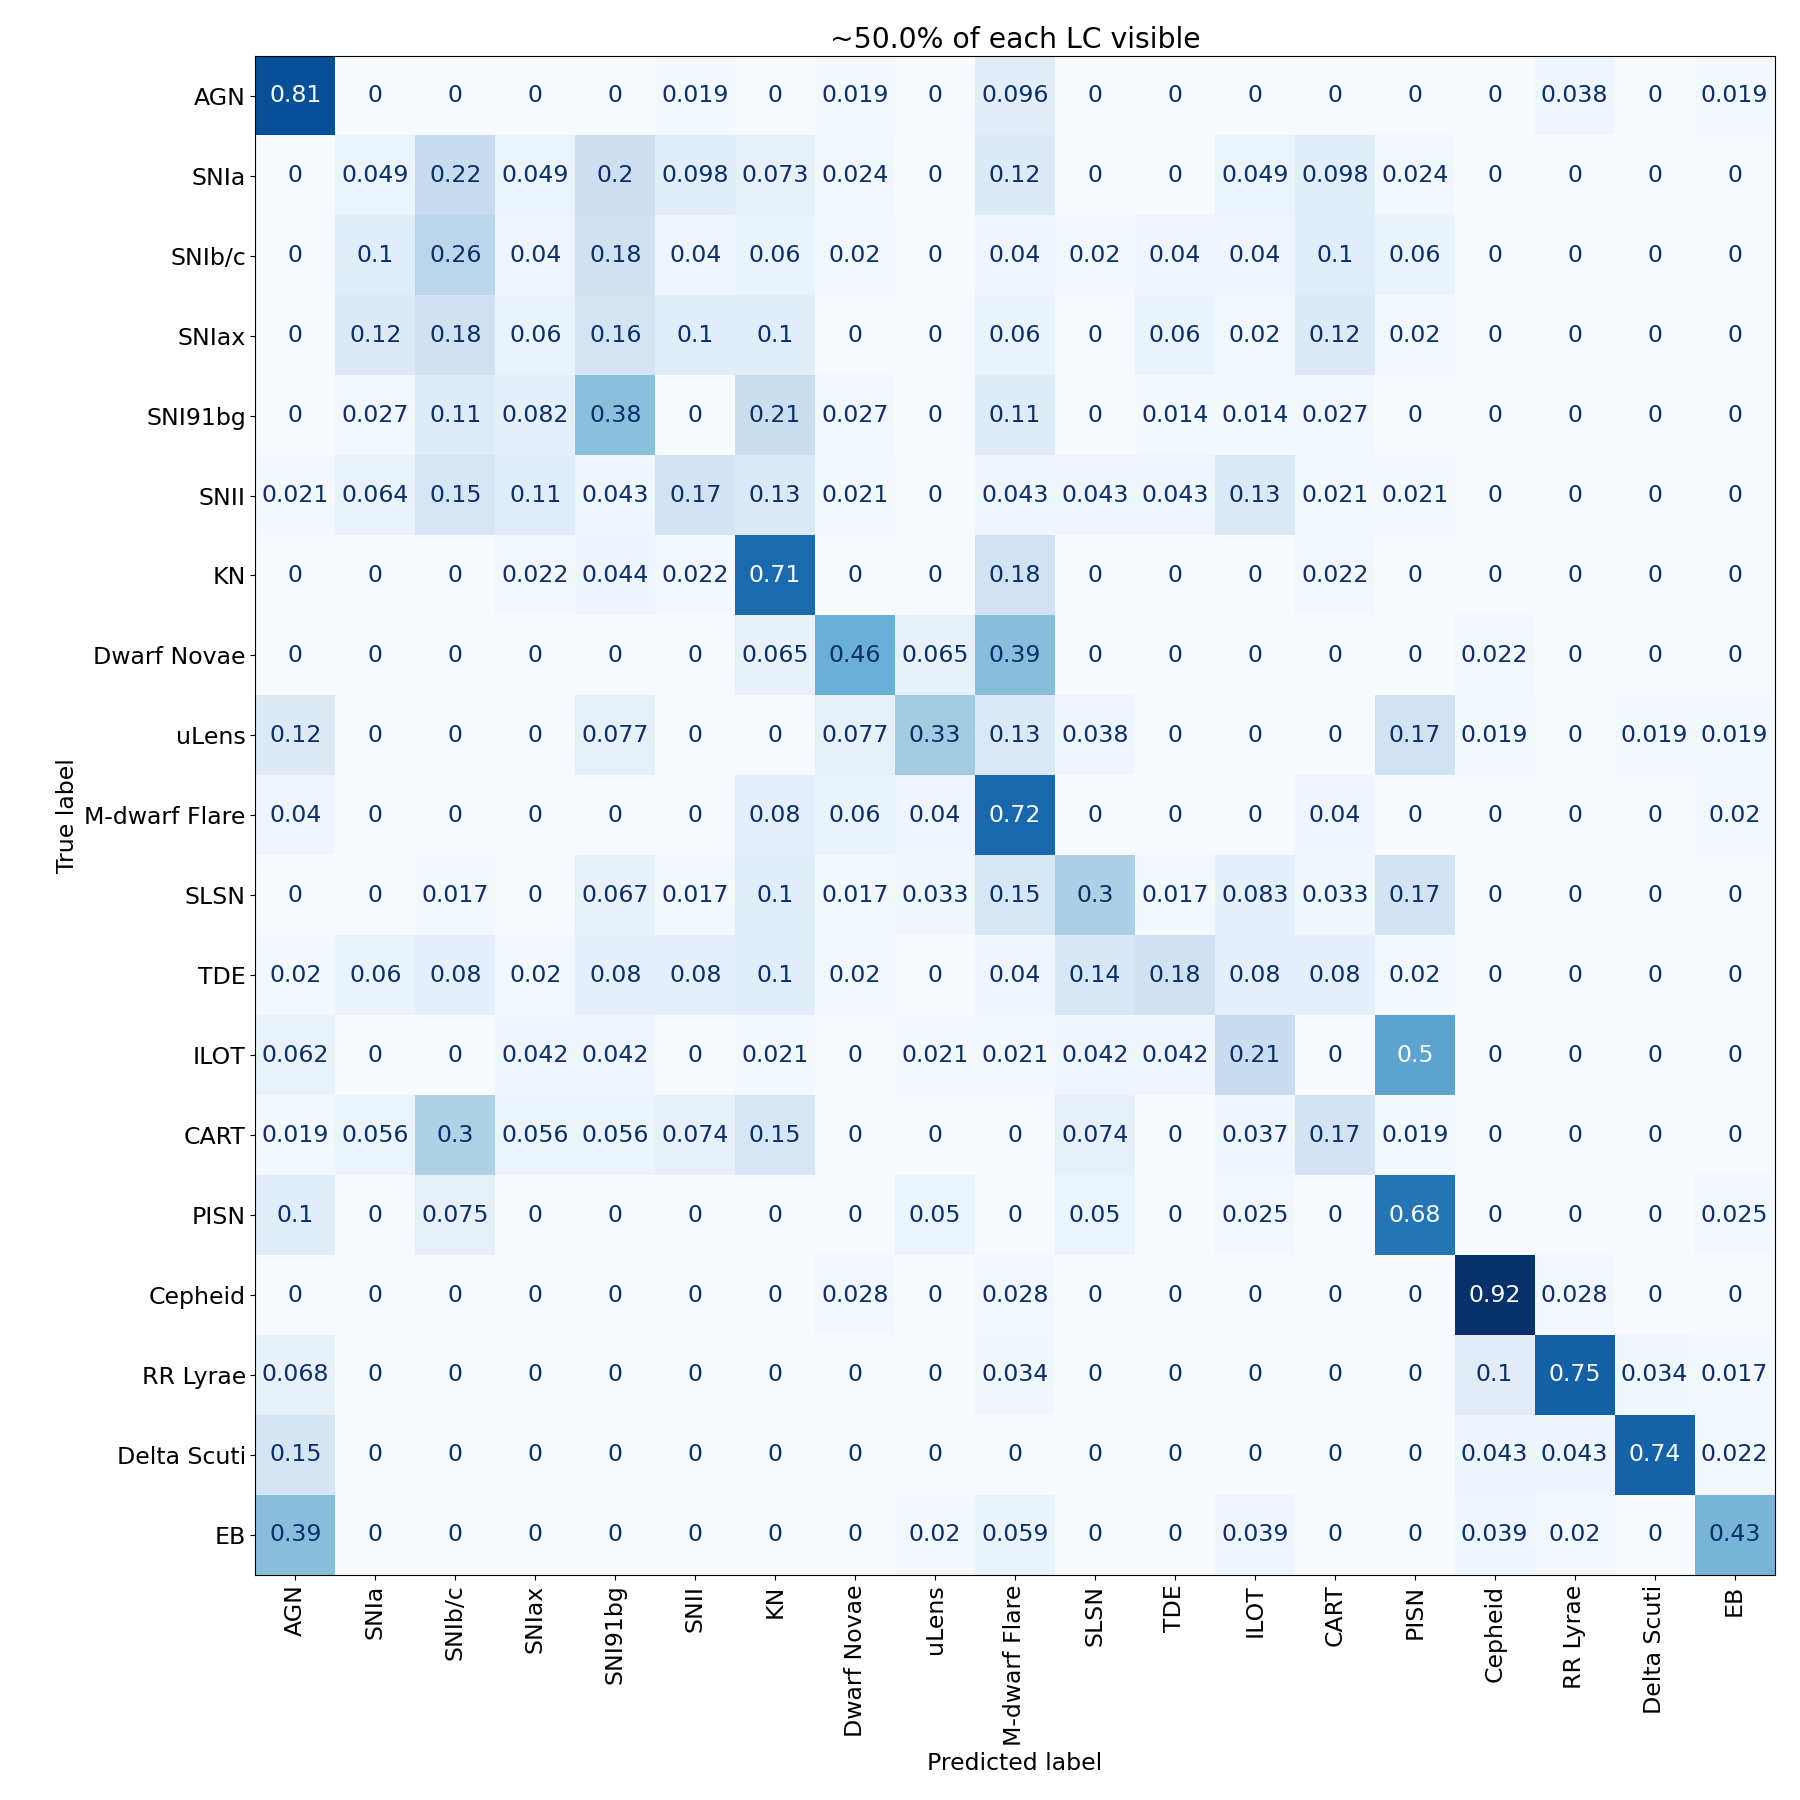 ~50.0% of each LC visible
AGN 0.81 0 0 0 0 0.019 0 0.019 0 0.096 0 0 0 0 0 0 0.038 0 0.019
SNIa 0 0.049 0.22 0.049 0.2 0.098 0.073 0.024 0 0.12 0 0 0.049 0.098 0.024 0 0 0 0
SNIb/c 0 0.1 0.26 0.04 0.18 0.04 0.06 0.02 0 0.04 0.02 0.04 0.04 0.1 0.06 0 0 0 0
SNIax 0 0.12 0.18 0.06 0.16 0.1 0.1 0 0 0.06 0 0.06 0.02 0.12 0.02 0 0 0 0
SNI91bg 0 0.027 0.11 0.082 0.38 0 0.21 0.027 0 0.11 0 0.014 0.014 0.027 0 0 0 0 0
SNII 0.021 0.064 0.15 0.11 0.043 0.17 0.13 0.021 0 0.043 0.043 0.043 0.13 0.021 0.021 0 0 0 0
KN 0 0 0 0.022 0.044 0.022 0.71 0 0 0.18 0 0 0 0.022 0 0 0 0 0
Dwarf Novae 0 0 0 0 0 0 0.065 0.46 0.065 0.39 0 0 0 0 0 0.022 0 0 0
uLens 0.12 0 0 0 0.077 0 0 0.077 0.33 0.13 0.038 0 0 0 0.17 0.019 0 0.019 0.019
True label
M-dwarf Flare 0.04 0 0 0 0 0 0.08 0.06 0.04 0.72 0 0 0 0.04 0 0 0 0 0.02
SLSN 0 0 0.017 0 0.067 0.017 0.1 0.017 0.033 0.15 0.3 0.017 0.083 0.033 0.17 0 0 0 0
TDE 0.02 0.06 0.08 0.02 0.08 0.08 0.1 0.02 0 0.04 0.14 0.18 0.08 0.08 0.02 0 0 0 0
ILOT 0.062 0 0 0.042 0.042 0 0.021 0 0.021 0.021 0.042 0.042 0.21 0 0.5 0 0 0 0
CART 0.019 0.056 0.3 0.056 0.056 0.074 0.15 0 0 0 0.074 0 0.037 0.17 0.019 0 0 0 0
PISN 0.1 0 0.075 0 0 0 0 0 0.05 0 0.05 0 0.025 0 0.68 0 0 0 0.025
Cepheid 0 0 0 0 0 0 0 0.028 0 0.028 0 0 0 0 0 0.92 0.028 0 0
RR Lyrae 0.068 0 0 0 0 0 0 0 0 0.034 0 0 0 0 0 0.1 0.75 0.034 0.017
Delta Scuti 0.15 0 0 0 0 0 0 0 0 0 0 0 0 0 0 0.043 0.043 0.74 0.022
EB 0.39 0 0 0 0 0 0 0 0.02 0.059 0 0 0.039 0 0 0.039 0.02 0 0.43
AGN SNIa SNIb/c SNIax SNI91bg SNII KN Dwarf Novae uLens M-dwarf Flare SLSN TDE ILOT CART PISN Cepheid RR Lyrae Delta Scuti EB
Predicted label